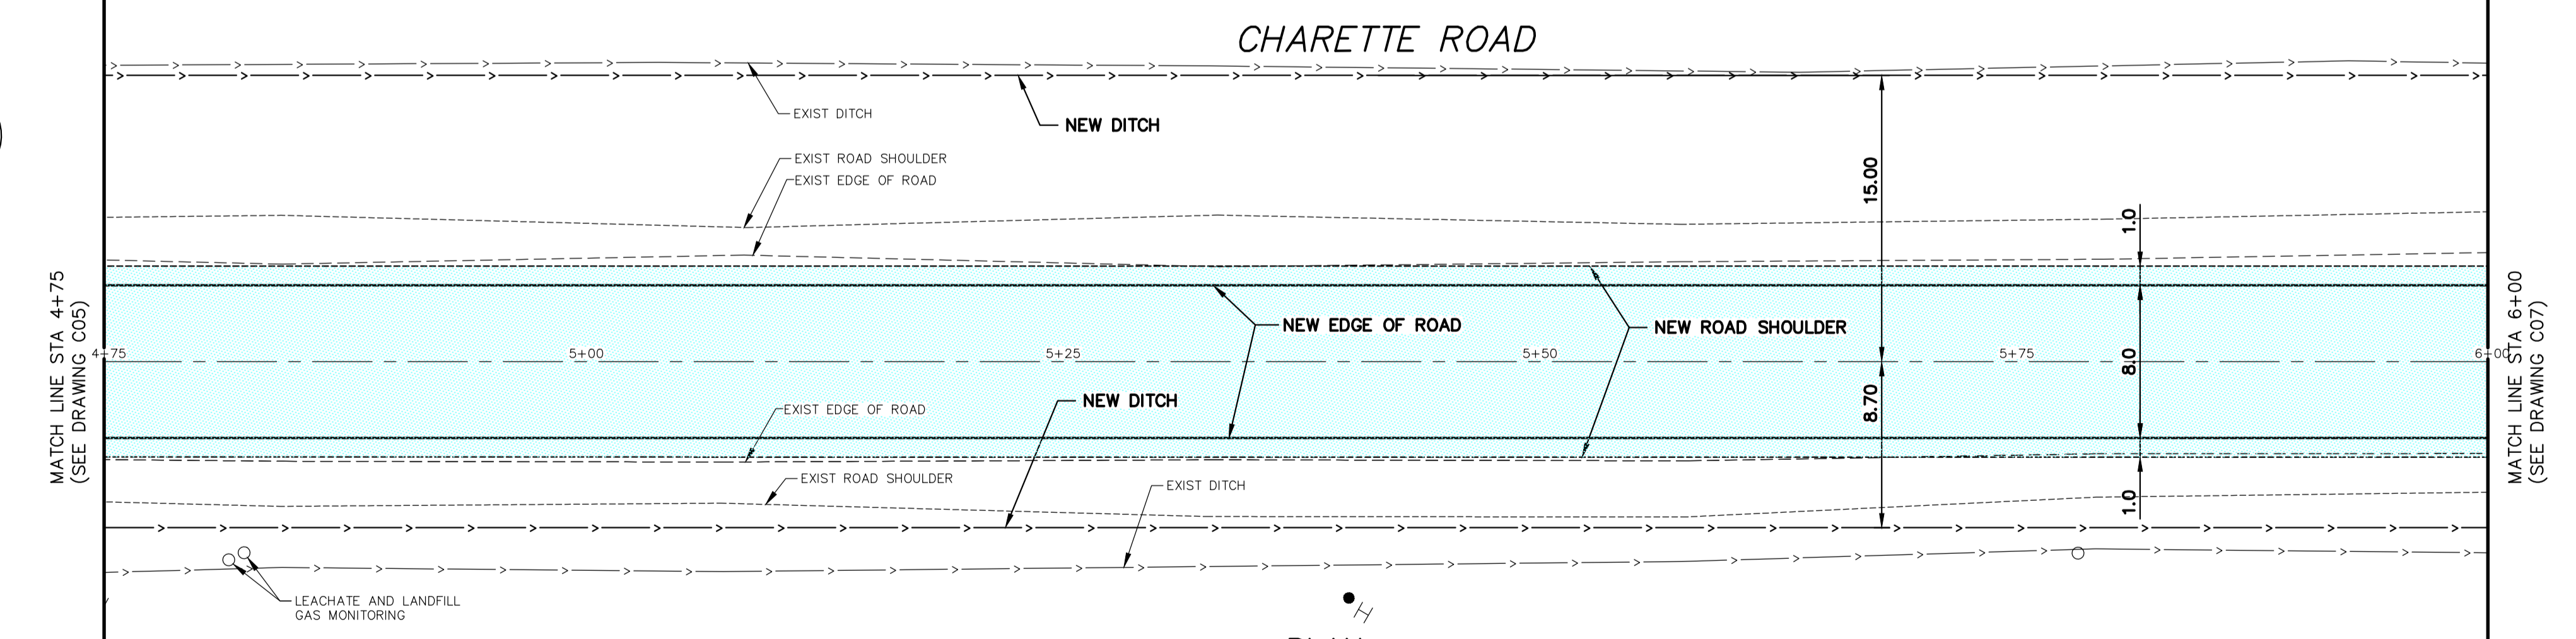 CHARETTE ROAD
EXIST DITCH
NEW DITCH
EXIST ROAD SHOULDER
EXIST EDGE OF ROAD
15.00
1.0
MATCH LINE STA 4+75
(SEE DRAWING C05)
NEW EDGE OF ROAD
NEW ROAD SHOULDER
4+75
5+00
5+25
5+50
5+75
6+00
8.0
MATCH LINE STA 6+00
(SEE DRAWING C07)
8.70
NEW DITCH
EXIST EDGE OF ROAD
EXIST ROAD SHOULDER
EXIST DITCH
1.0
LEACHATE AND LANDFILL
GAS MONITORING
H